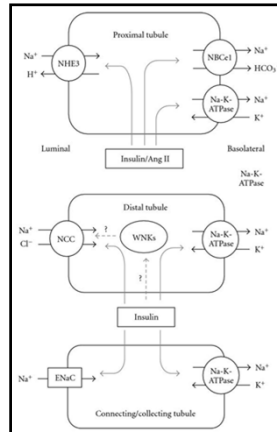 Proximal tubule
Na⁺
NHE3
H⁺
NBCe1
Na⁺
HCO₃⁻
Na-K-
ATPase
Na⁺
K⁺
Luminal
Insulin/Ang II
Basolateral
Na-K-
ATPase
Distal tubule
Na⁺
Cl⁻
NCC
?
WNKs
Na-K-
ATPase
Na⁺
K⁺
?
Insulin
Na⁺
ENaC
Na-K-
ATPase
Na⁺
K⁺
Connecting/collecting tubule